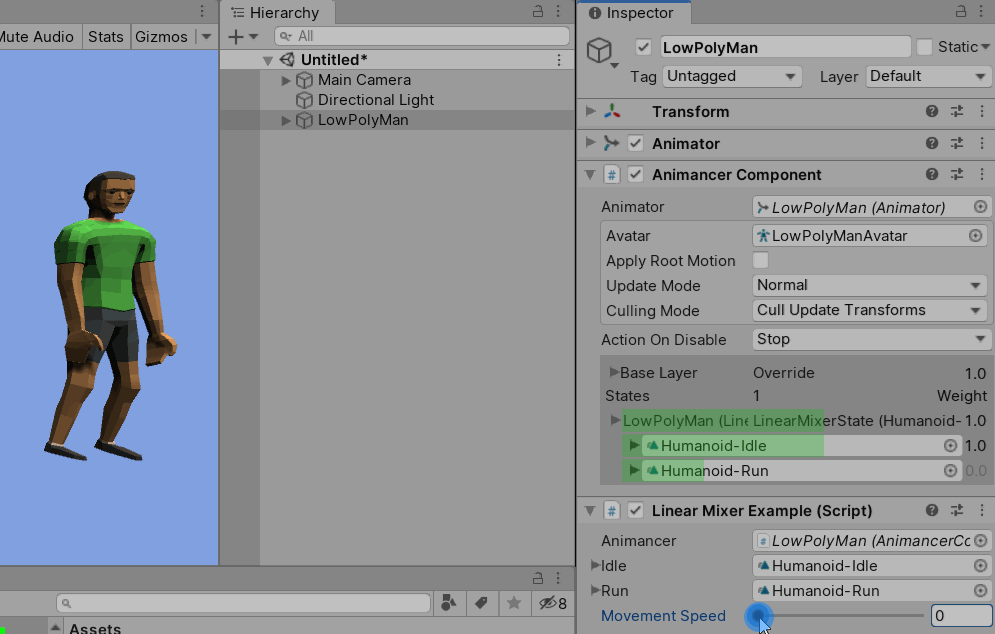 Mute Audio Stats Gizmos
Hierarchy
All
Untitled*
Main Camera
Directional Light
LowPolyMan
Inspector
LowPolyMan Static
Tag Untagged Layer Default
Transform
Animator
# Animancer Component
Animator LowPolyMan (Animator)
Avatar LowPolyManAvatar
Apply Root Motion
Update Mode Normal
Culling Mode Cull Update Transforms
Action On Disable Stop
Base Layer Override 1.0
States 1 Weight
LowPolyMan (Line LinearMixerState (Humanoid- 1.0
Humanoid-Idle 1.0
Humanoid-Run 0.0
# Linear Mixer Example (Script)
Animancer # LowPolyMan (AnimancerCo
Idle Humanoid-Idle
Run Humanoid-Run
Movement Speed 0
8
Assets